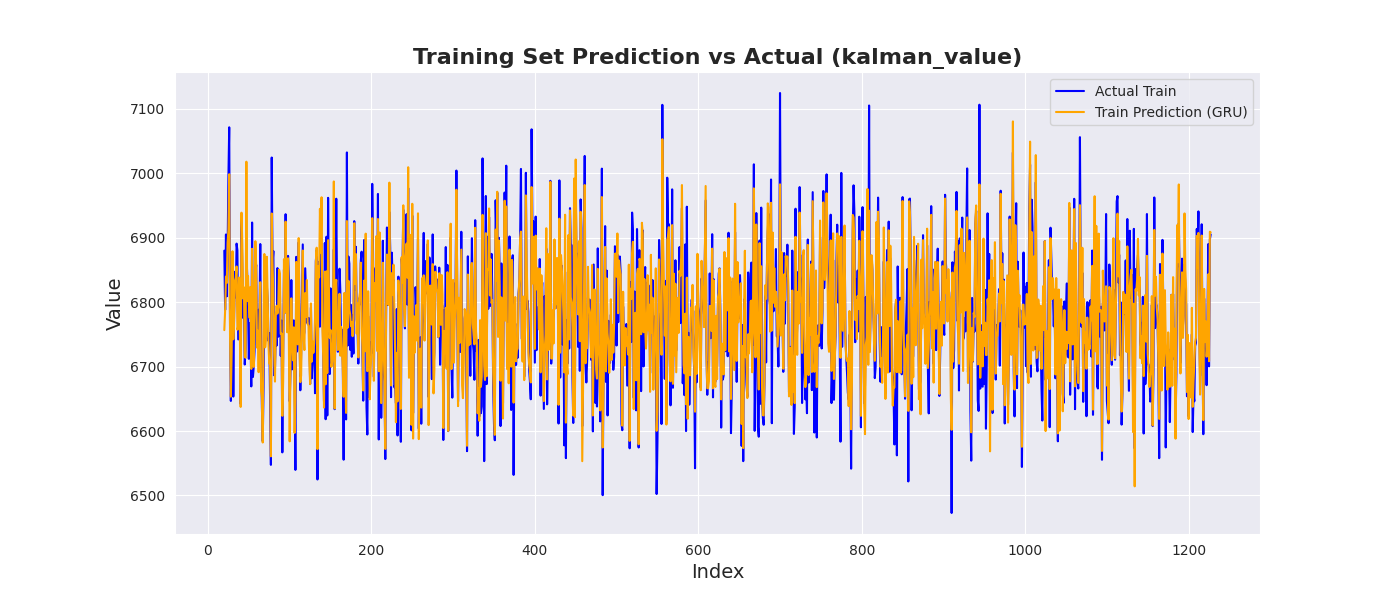 Training Set Prediction vs Actual (kalman_value)
Actual Train
Train Prediction (GRU)
7100
7000
6900
6800
6700
6600
6500
Value
0 200 400 600 800 1000 1200
Index